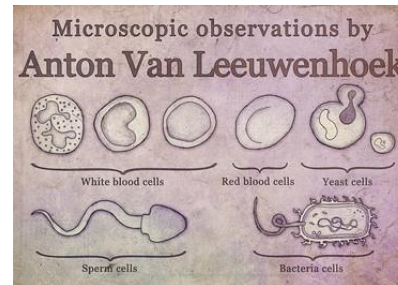 Microscopic observations by
Anton Van Leeuwenhoek
White blood cells
Red blood cells
Yeast cells
Sperm cells
Bacteria cells